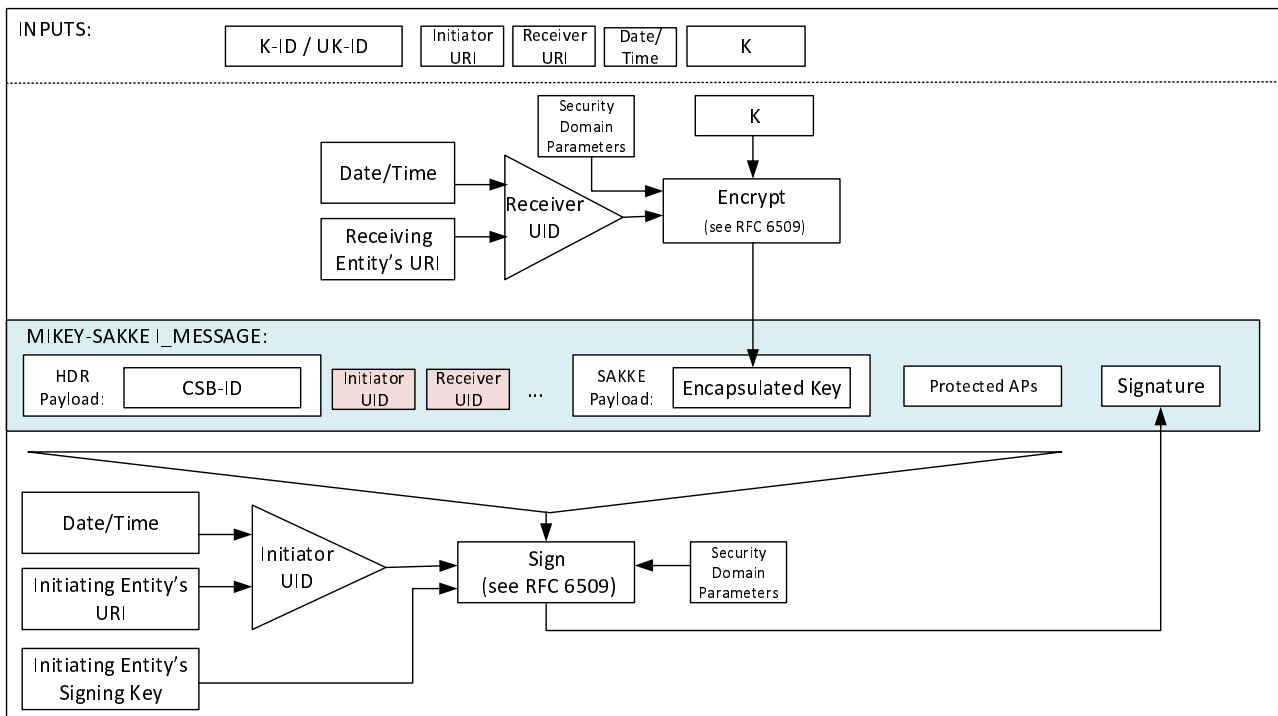 INPUTS:
K-ID / UK-ID
Initiator
URI
Receiver
URI
Date/
Time
K
Security
Domain
Parameters
K
Date/Time
Receiving
Entity's URI
Receiver
UID
Encrypt
(see RFC 6509)
MIKEY-SAKKE I_MESSAGE:
HDR
Payload:
CSB-ID
Initiator
UID
Receiver
UID
...
SAKKE
Payload:
Encapsulated Key
Protected APs
Signature
Date/Time
Initiating Entity's
URI
Initiator
UID
Sign
(see RFC 6509)
Security
Domain
Parameters
Initiating Entity's
Signing Key